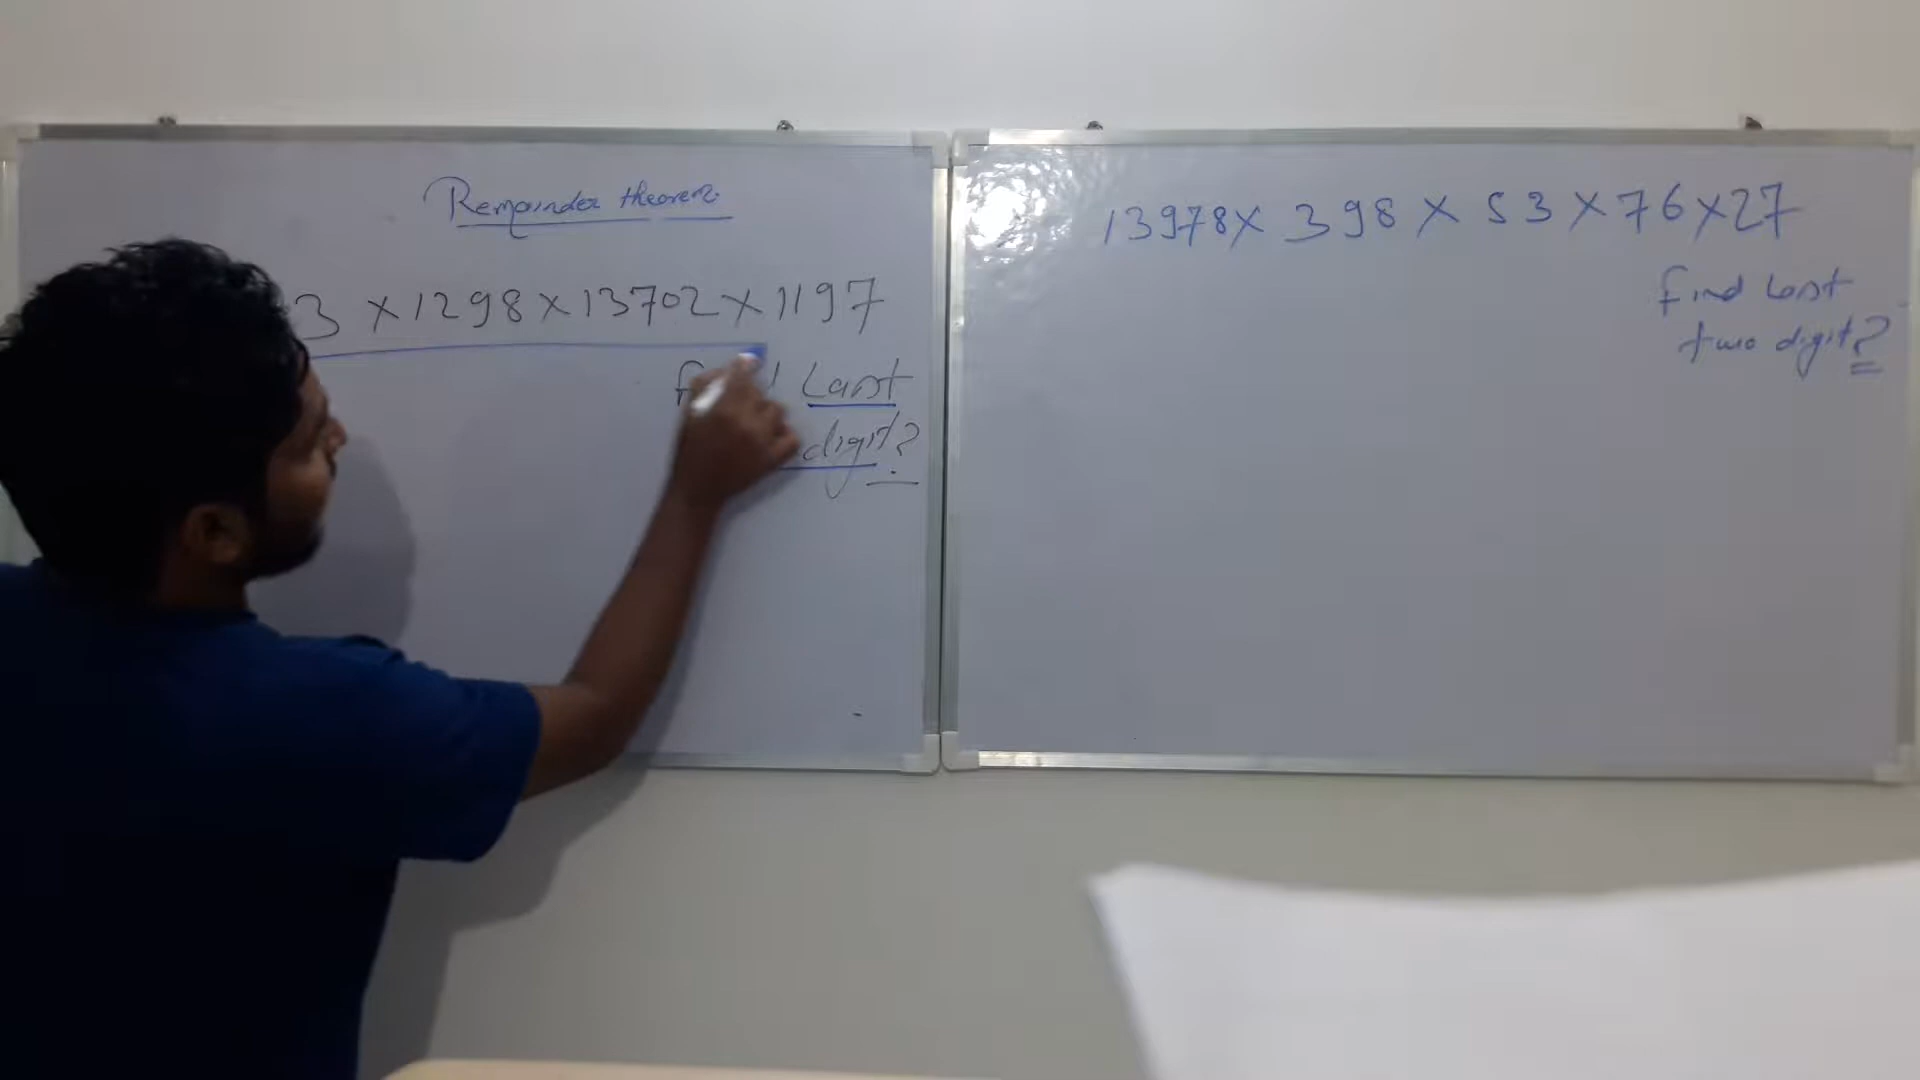 Remainder theorem
3 × 1298 × 13702 × 1197
Last
digit?
13978 × 398 × 53 × 76 × 27
find Last
two digit?